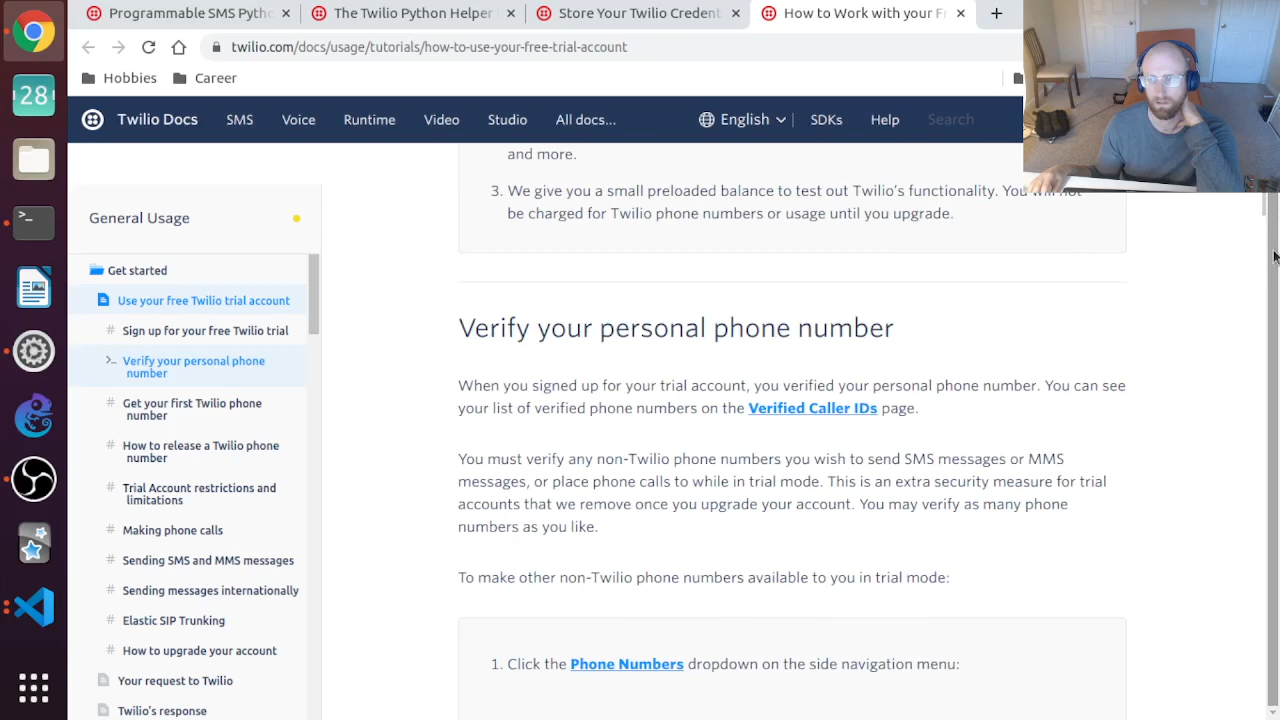 Programmable SMS Pytho
The Twilio Python Helper
Store Your Twilio Credent
How to Work with your Fr
twilio.com/docs/usage/tutorials/how-to-use-your-free-trial-account
Hobbies
Career
28
Twilio Docs
SMS
Voice
Runtime
Video
Studio
All docs...
English
SDKs
Help
Search
General Usage
Get started
Use your free Twilio trial account
# Sign up for your free Twilio trial
>_ Verify your personal phone
number
# Get your first Twilio phone
number
# How to release a Twilio phone
number
# Trial Account restrictions and
limitations
# Making phone calls
# Sending SMS and MMS messages
# Sending messages internationally
# Elastic SIP Trunking
# How to upgrade your account
Your request to Twilio
Twilio's response
and more.
3. We give you a small preloaded balance to test out Twilio's functionality. You will not
be charged for Twilio phone numbers or usage until you upgrade.
Verify your personal phone number
When you signed up for your trial account, you verified your personal phone number. You can see
your list of verified phone numbers on the Verified Caller IDs page.
You must verify any non-Twilio phone numbers you wish to send SMS messages or MMS
messages, or place phone calls to while in trial mode. This is an extra security measure for trial
accounts that we remove once you upgrade your account. You may verify as many phone
numbers as you like.
To make other non-Twilio phone numbers available to you in trial mode:
1. Click the Phone Numbers dropdown on the side navigation menu: